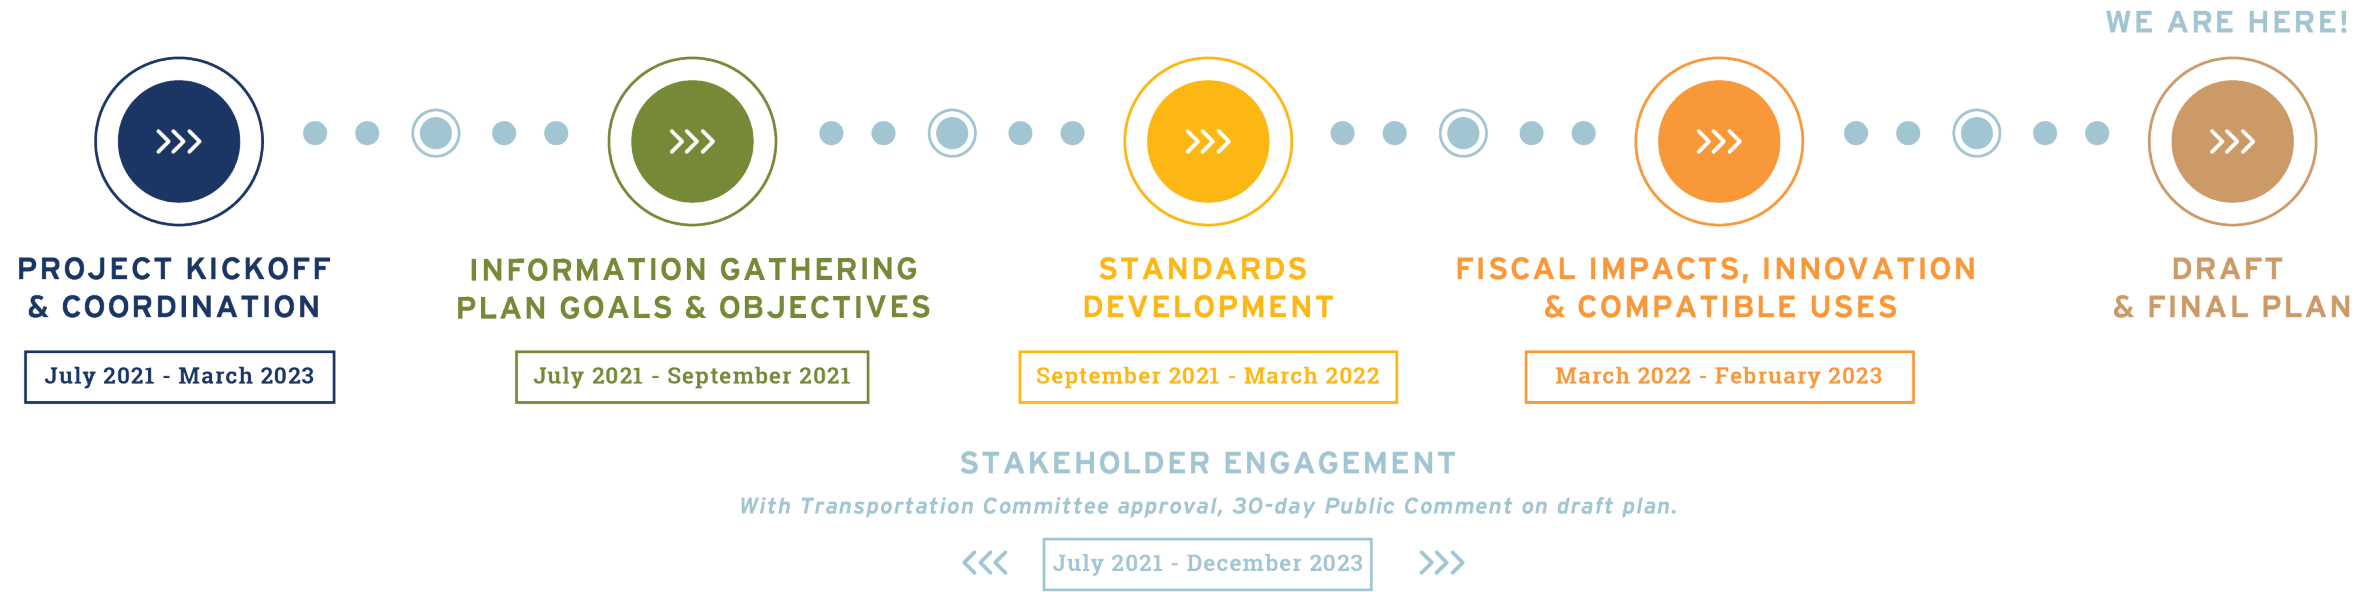 WE ARE HERE!
PROJECT KICKOFF
& COORDINATION
July 2021 - March 2023
INFORMATION GATHERING
PLAN GOALS & OBJECTIVES
July 2021 - September 2021
STANDARDS
DEVELOPMENT
September 2021 - March 2022
FISCAL IMPACTS, INNOVATION
& COMPATIBLE USES
March 2022 - February 2023
DRAFT
& FINAL PLAN
STAKEHOLDER ENGAGEMENT
With Transportation Committee approval, 30-day Public Comment on draft plan.
July 2021 - December 2023